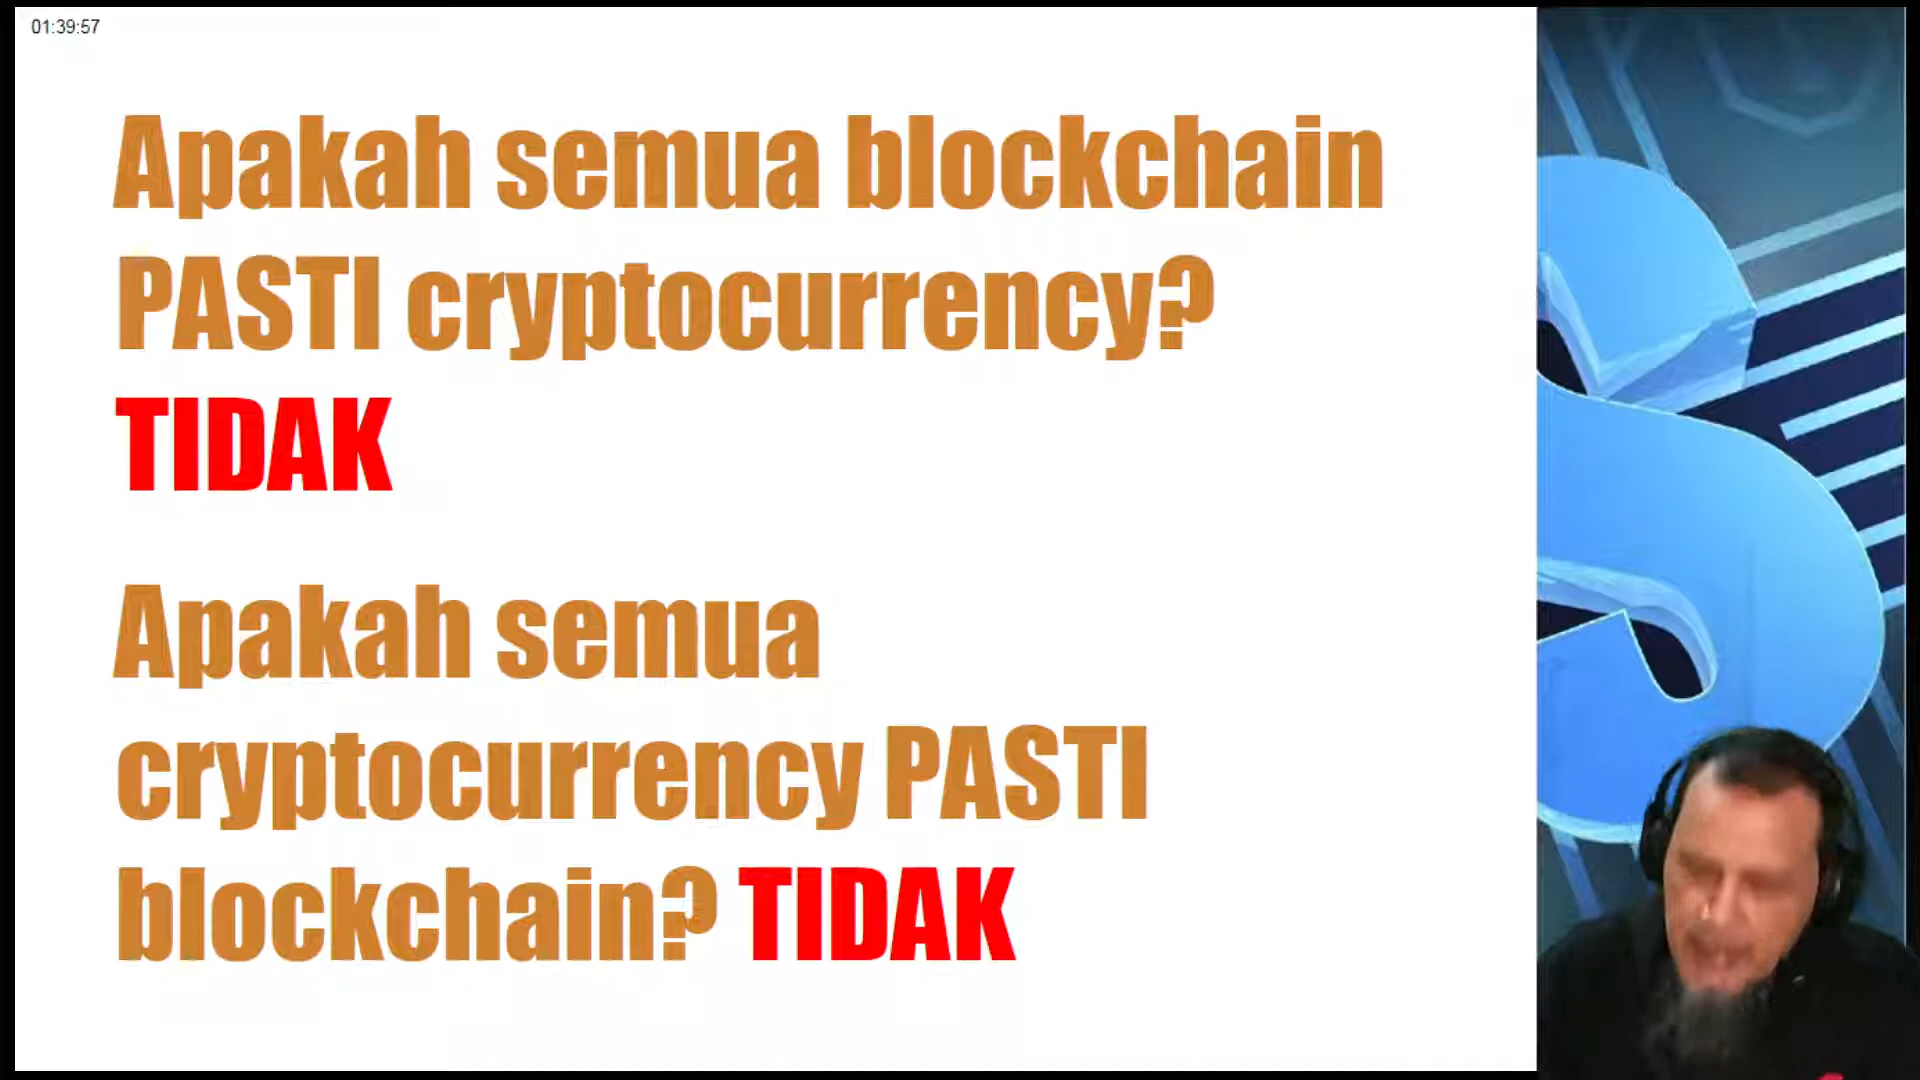 01:39:57
Apakah semua blockchain
PASTI cryptocurrency?
TIDAK
Apakah semua
cryptocurrency PASTI
blockchain? TIDAK